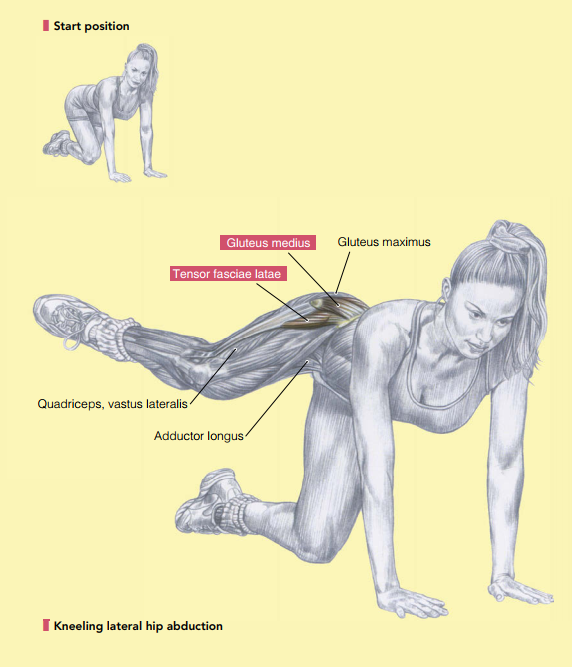 Start position
Gluteus medius
Gluteus maximus
Tensor fasciae latae
Quadriceps, vastus lateralis
Adductor longus
Kneeling lateral hip abduction